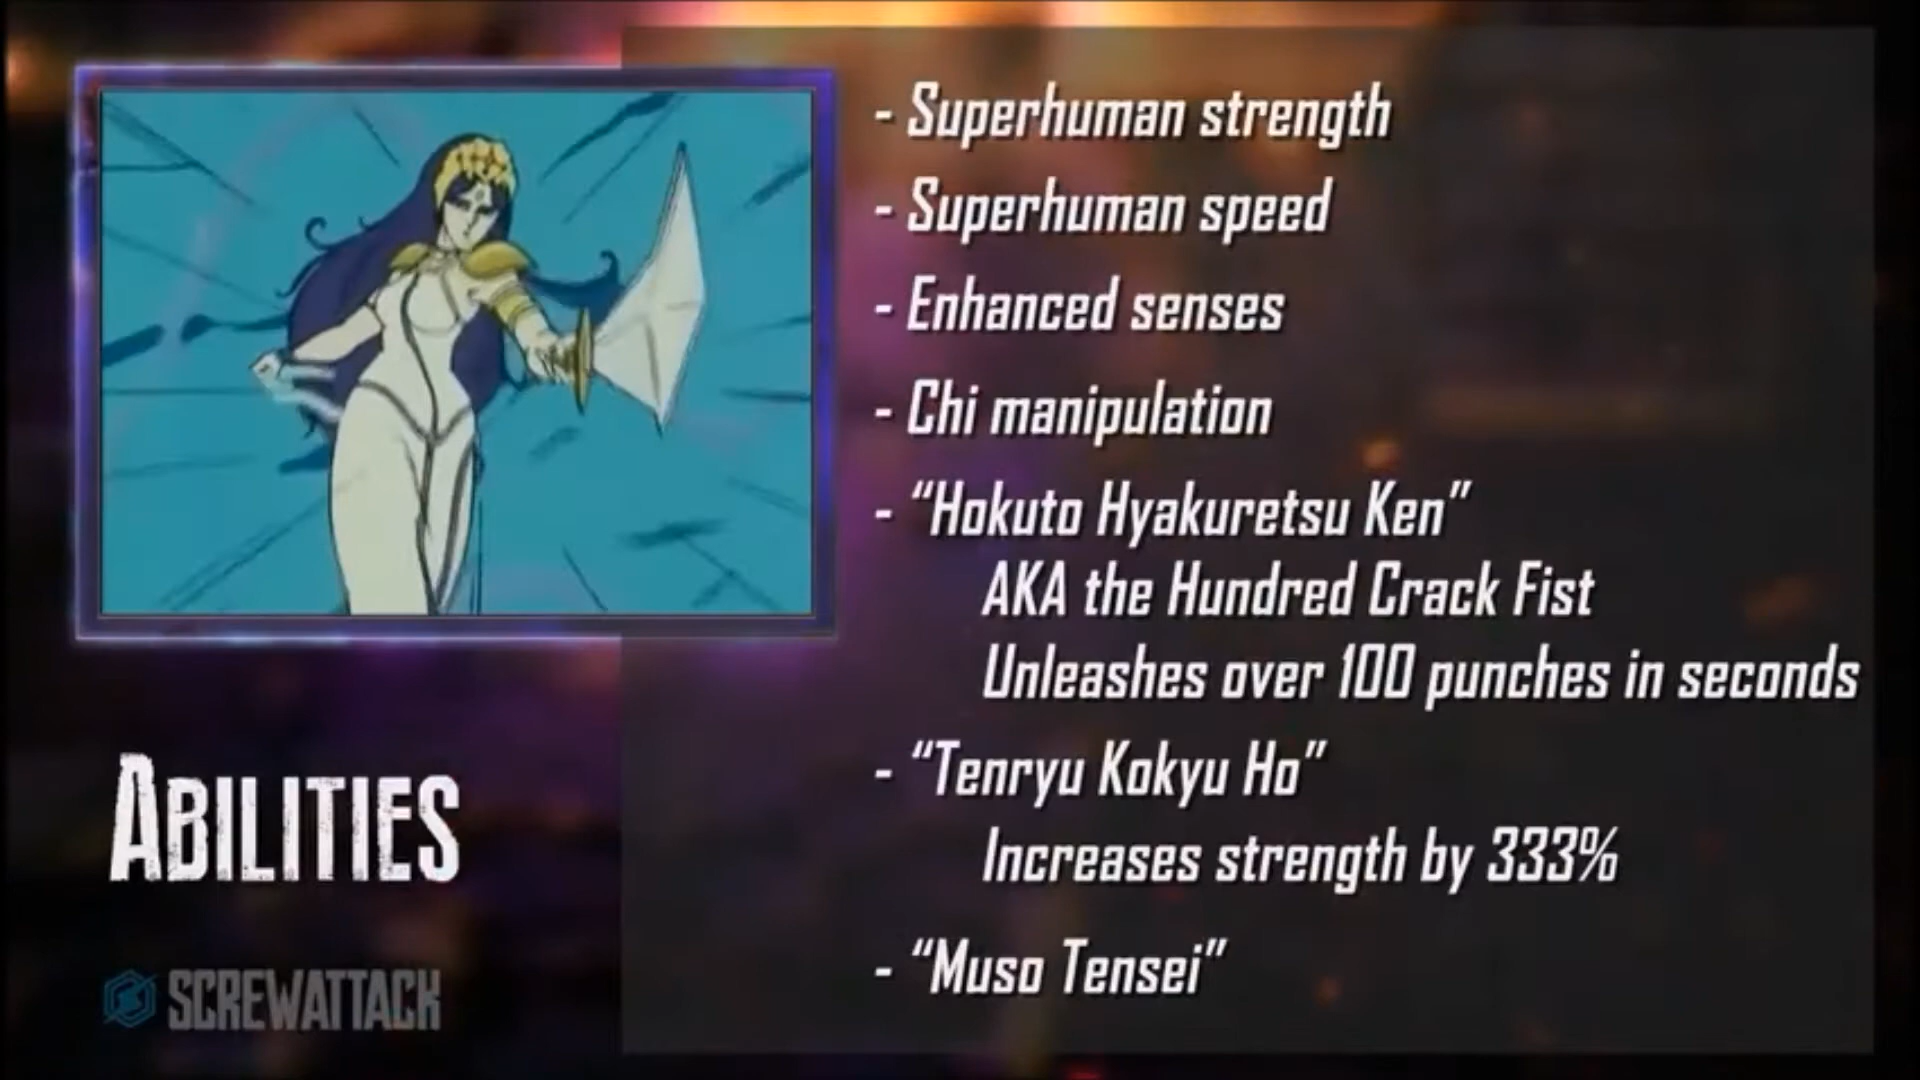 - Superhuman strength
- Superhuman speed
- Enhanced senses
- Chi manipulation
- “Hokuto Hyakuretsu Ken”
AKA the Hundred Crack Fist
Unleashes over 100 punches in seconds
- “Tenryu Kokyu Ho”
Increases strength by 333%
- “Muso Tensei”
ABILITIES
SCREWATTACK